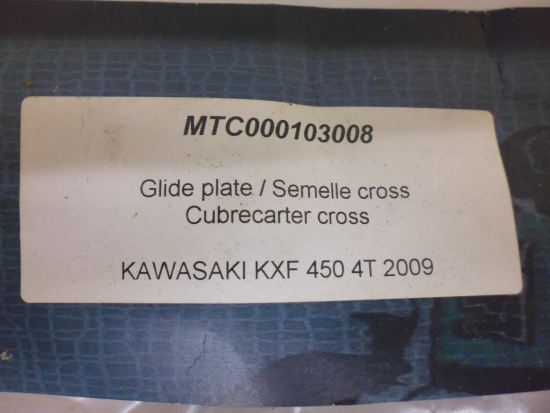 MTC000103008
Glide plate / Semelle cross
Cubrecarter cross
KAWASAKI KXF 450 4T 2009